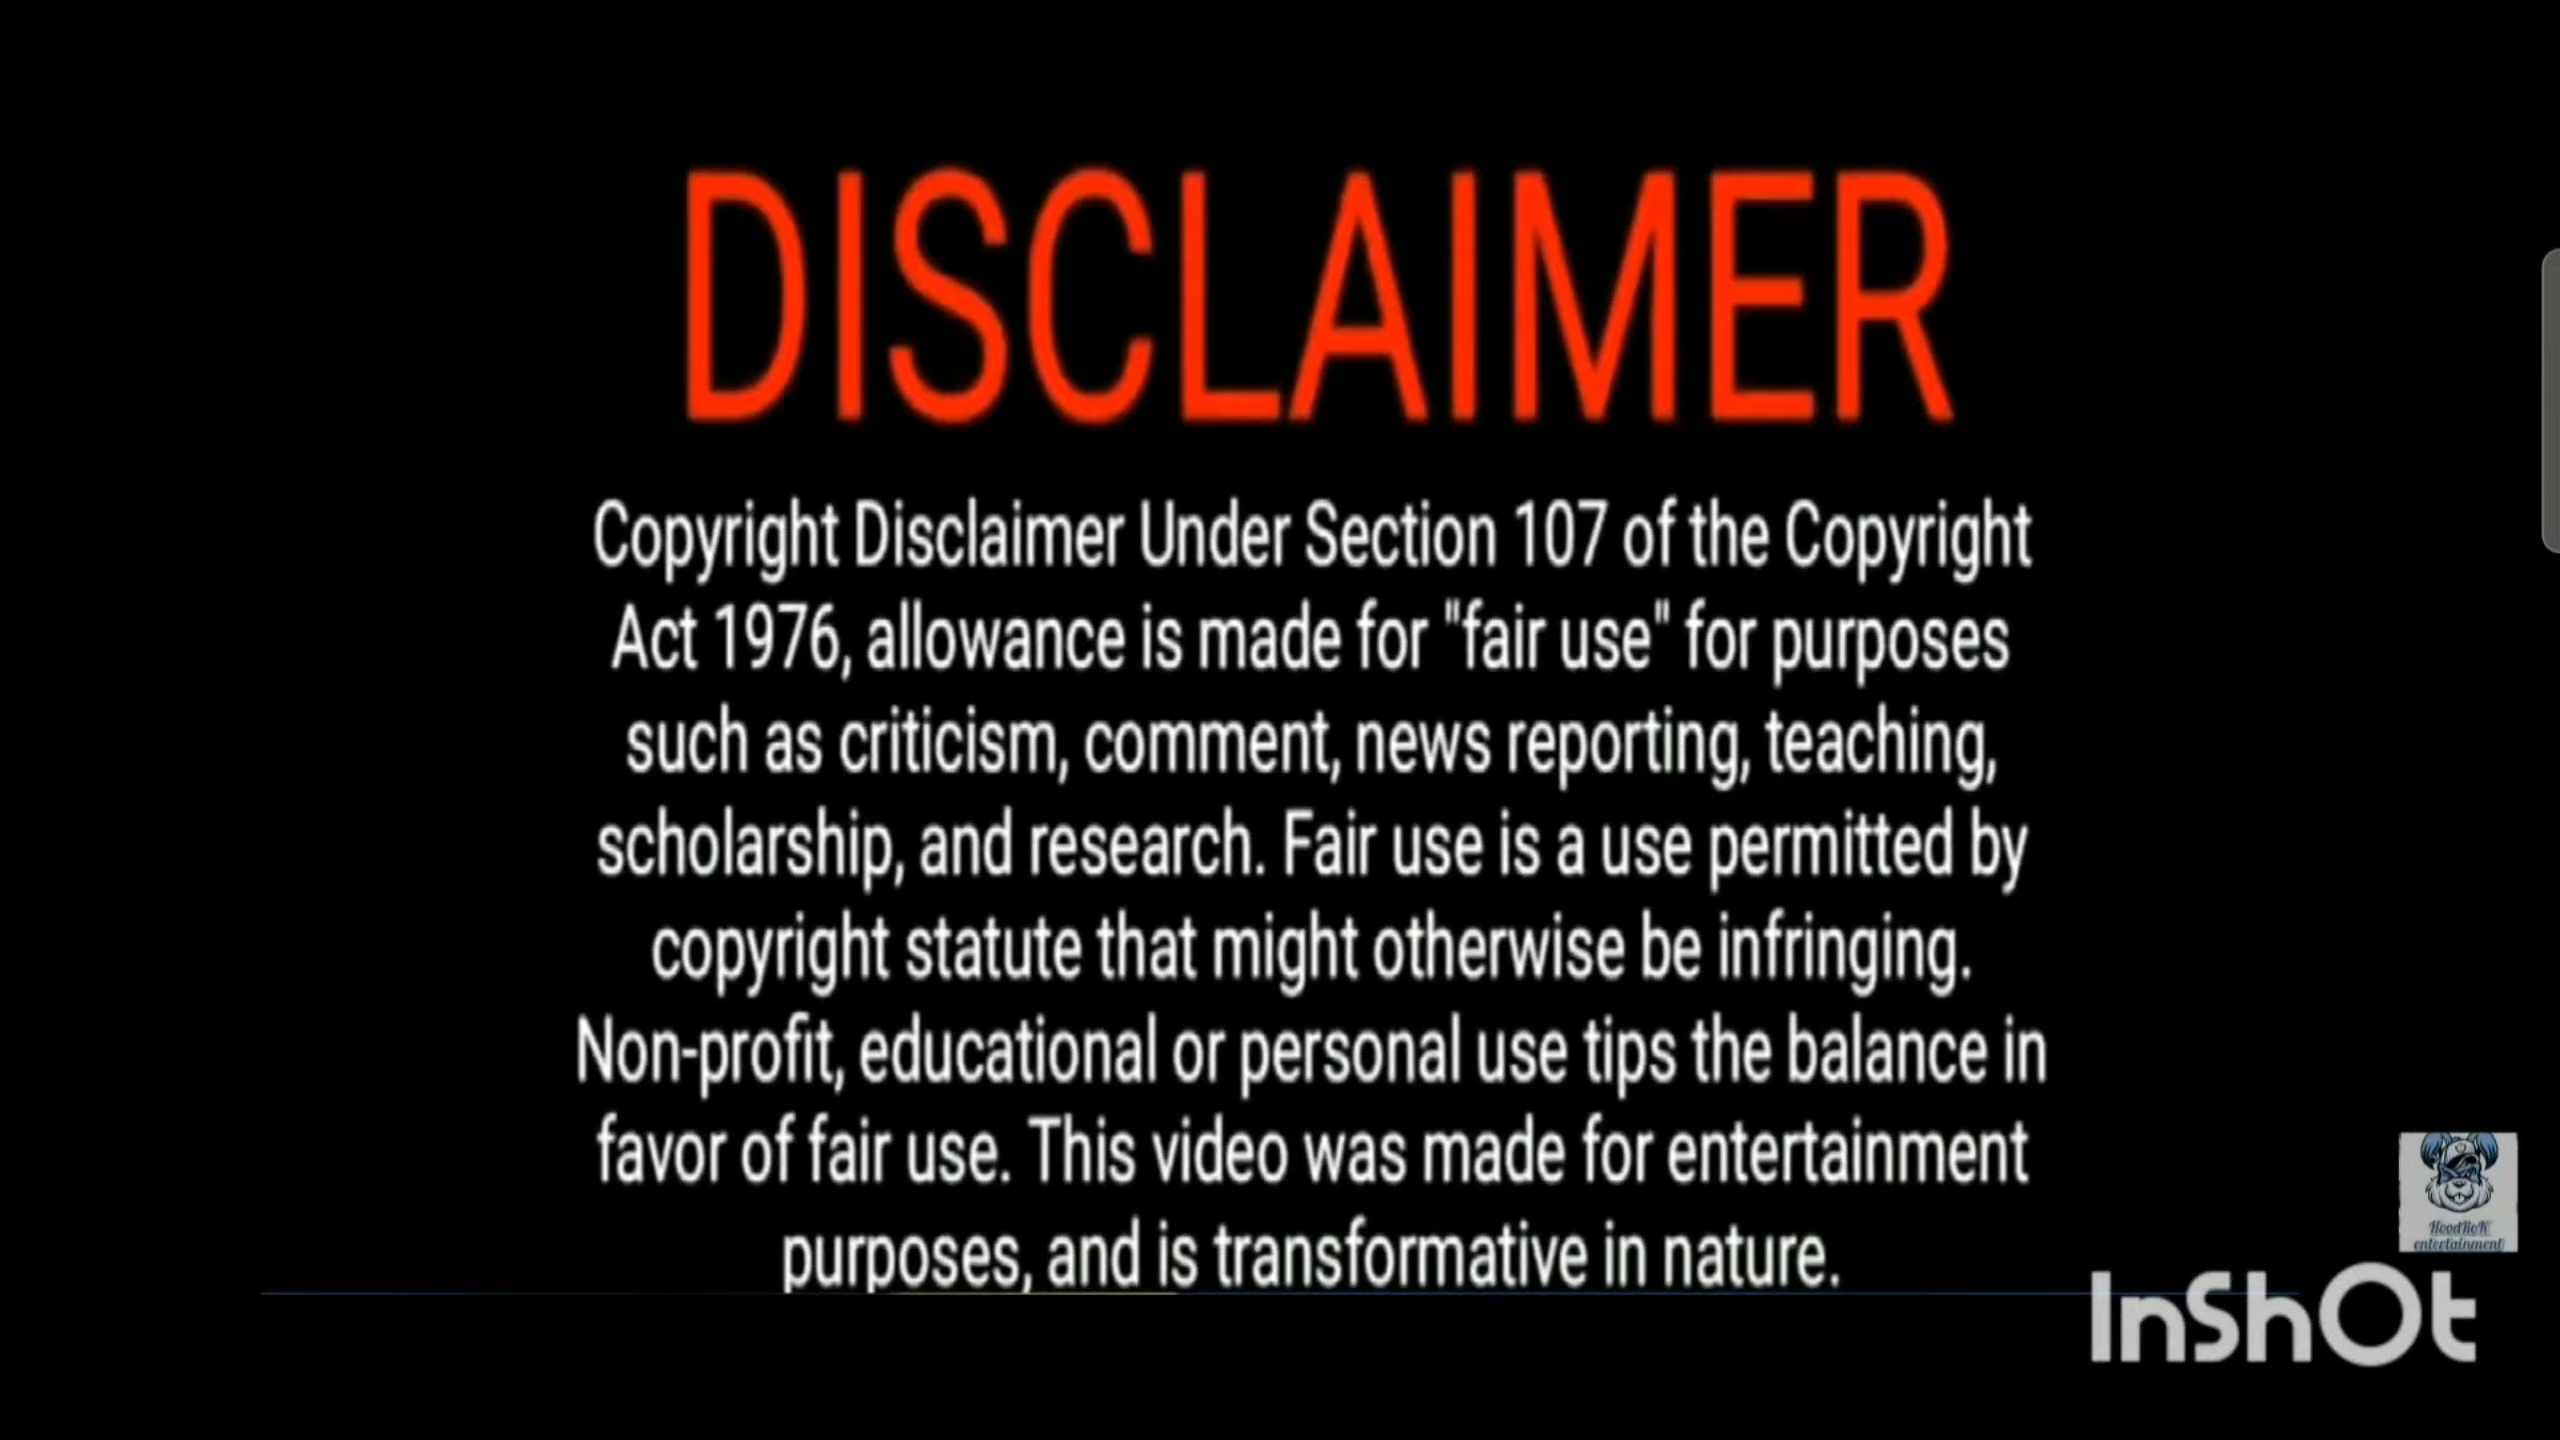 DISCLAIMER
Copyright Disclaimer Under Section 107 of the Copyright
Act 1976, allowance is made for "fair use" for purposes
such as criticism, comment, news reporting, teaching,
scholarship, and research. Fair use is a use permitted by
copyright statute that might otherwise be infringing.
Non-profit, educational or personal use tips the balance in
favor of fair use. This video was made for entertainment
purposes, and is transformative in nature.
HoodRoK
entertainment
InShOt